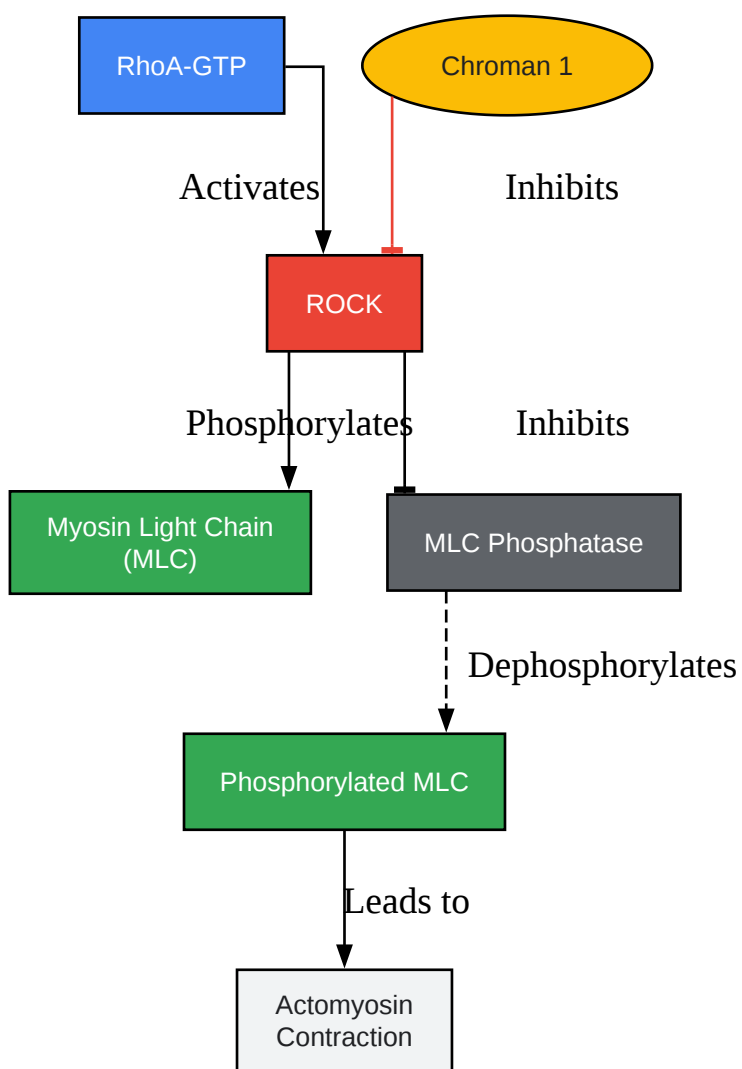 RhoA-GTP
Chroman 1
Activates
Inhibits
ROCK
Phosphorylates
Inhibits
Myosin Light Chain
(MLC)
MLC Phosphatase
Dephosphorylates
Phosphorylated MLC
Leads to
Actomyosin
Contraction